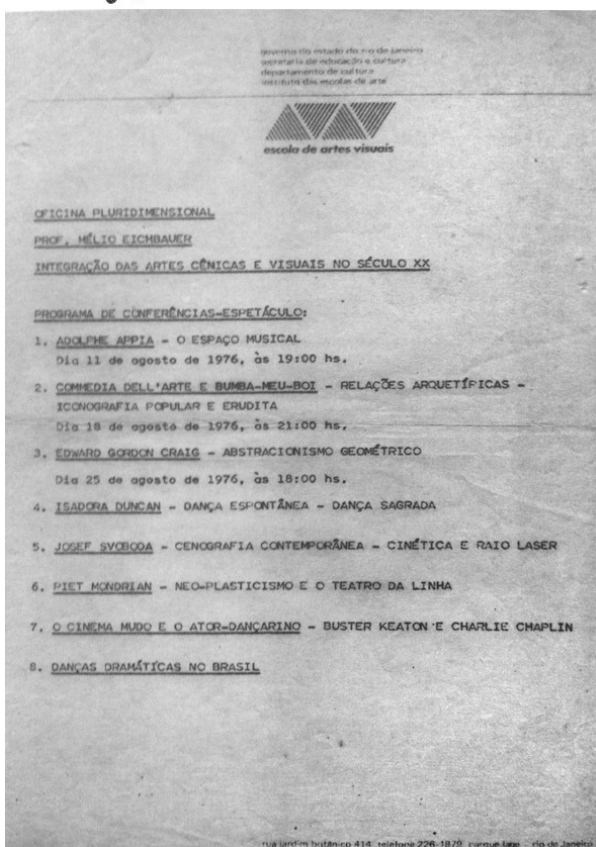 governo do estado do rio de janeiro
secretaria de educação e cultura
departamento de cultura
instituto das escolas de arte
escola de artes visuais
OFICINA PLURIDIMENSIONAL
PROF. HÉLIO EICHBAUER
INTEGRAÇÃO DAS ARTES CÊNICAS E VISUAIS NO SÉCULO XX
PROGRAMA DE CONFERÊNCIAS-ESPETÁCULO:
1. ADOLPHE APPIA - O ESPAÇO MUSICAL
Dia 11 de agosto de 1976, às 19:00 hs.
2. COMMEDIA DELL'ARTE E BUMBA-MEU-BOI - RELAÇÕES ARQUETÍPICAS -
ICONOGRAFIA POPULAR E ERUDITA
Dia 18 de agosto de 1976, às 21:00 hs.
3. EDWARD GORDON CRAIG - ABSTRACIONISMO GEOMÉTRICO
Dia 25 de agosto de 1976, às 18:00 hs.
4. ISADORA DUNCAN - DANÇA ESPONTÂNEA - DANÇA SAGRADA
5. JOSEF SVOBODA - CENOGRAFIA CONTEMPORÂNEA - CINÉTICA E RAIO LASER
6. PIET MONDRIAN - NEO-PLASTICISMO E O TEATRO DA LINHA
7. O CINEMA MUDO E O ATOR-DANÇARINO - BUSTER KEATON E CHARLIE CHAPLIN
8. DANÇAS DRAMÁTICAS NO BRASIL
rua jardim botânico 414 telefone 226-1879 parque lage - rio de janeiro